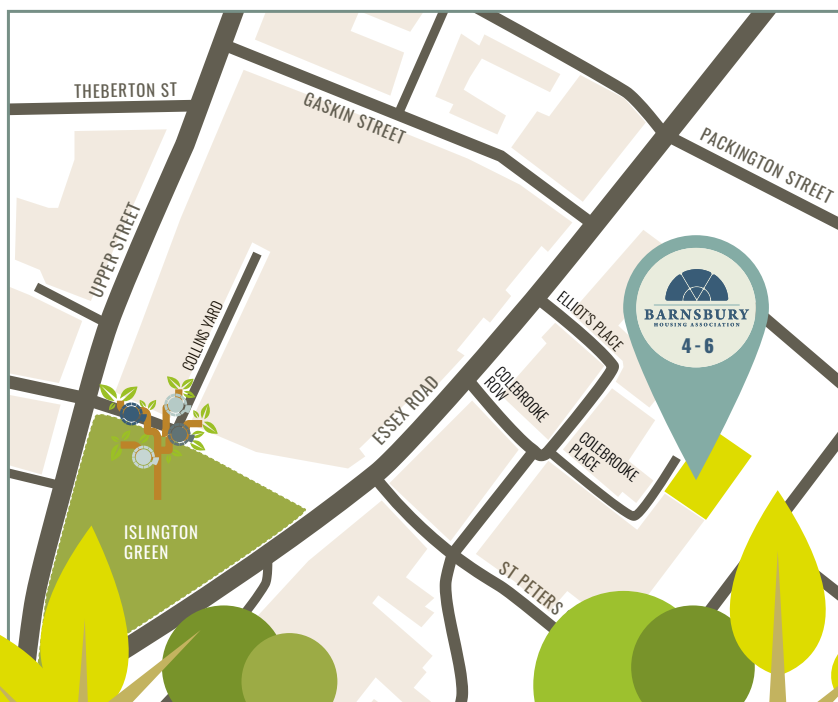 THEBERTON ST
GASKIN STREET
PACKINGTON STREET
UPPER STREET
COLLINS YARD
ELLIOT'S PLACE
BARNSBURY
HOUSING ASSOCIATION
4-6
COLEBROOKE
ROW
ESSEX ROAD
COLEBROOKE
PLACE
ISLINGTON
GREEN
ST PETERS